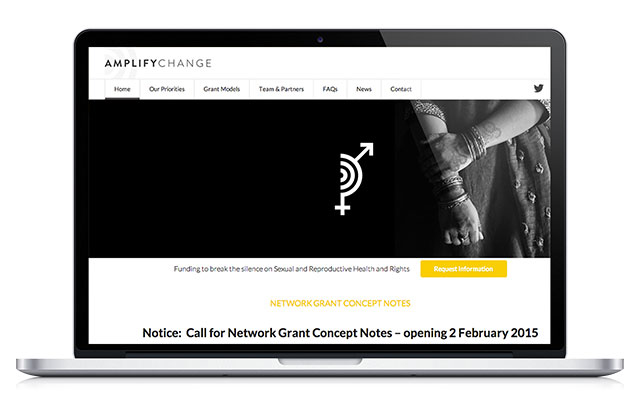 AMPLIFYCHANGE
Home Our Priorities Grant Models Team & Partners FAQs News Contact
Funding to break the silence on Sexual and Reproductive Health and Rights Request Information
NETWORK GRANT CONCEPT NOTES
Notice: Call for Network Grant Concept Notes – opening 2 February 2015